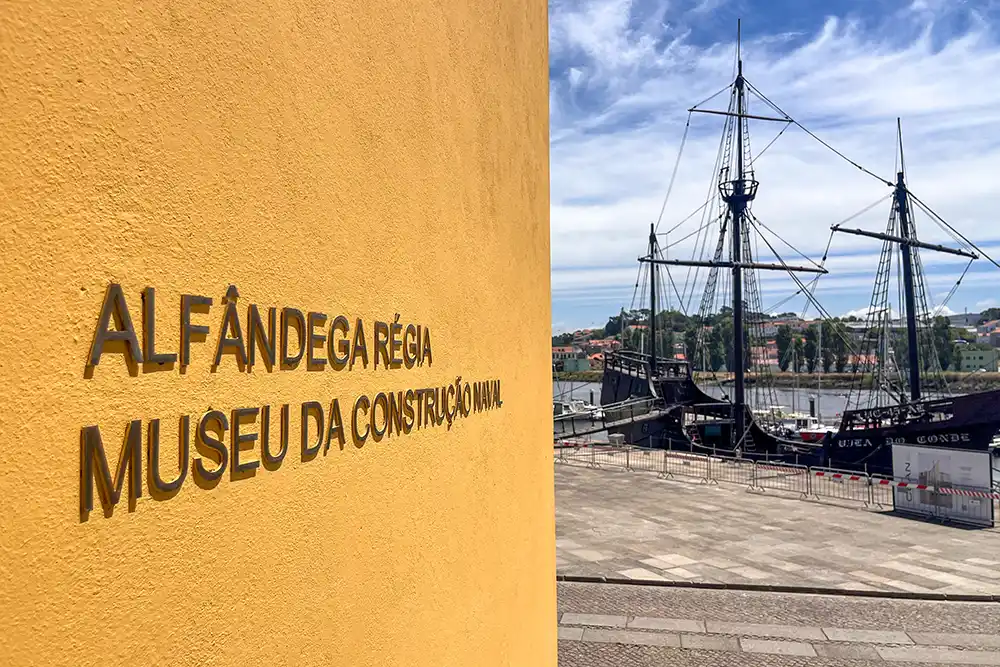 ALFÂNDEGA RÉGIA
MUSEU DA CONSTRUÇÃO NAVAL
VILA DO CONDE